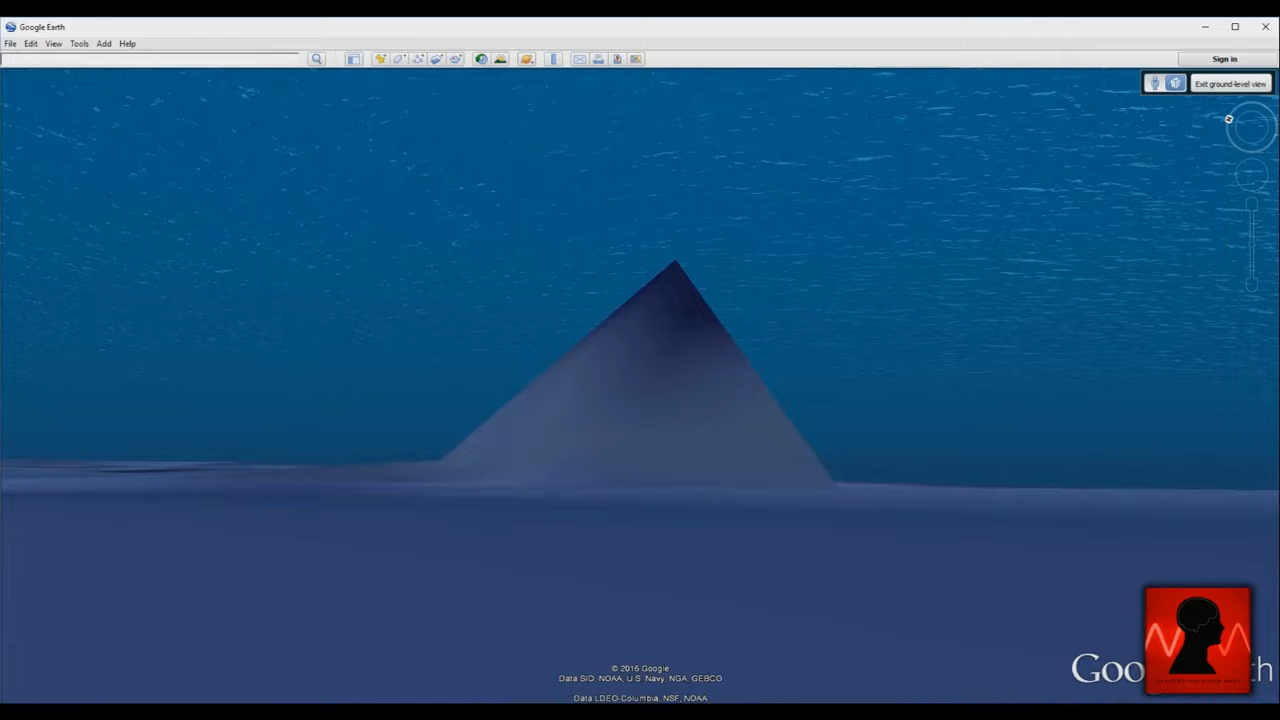 Google Earth
File Edit View Tools Add Help
Sign in
Exit ground-level view
N
© 2016 Google
Data SIO, NOAA, U.S. Navy, NGA, GEBCO
Data LDEO-Columbia, NSF, NOAA